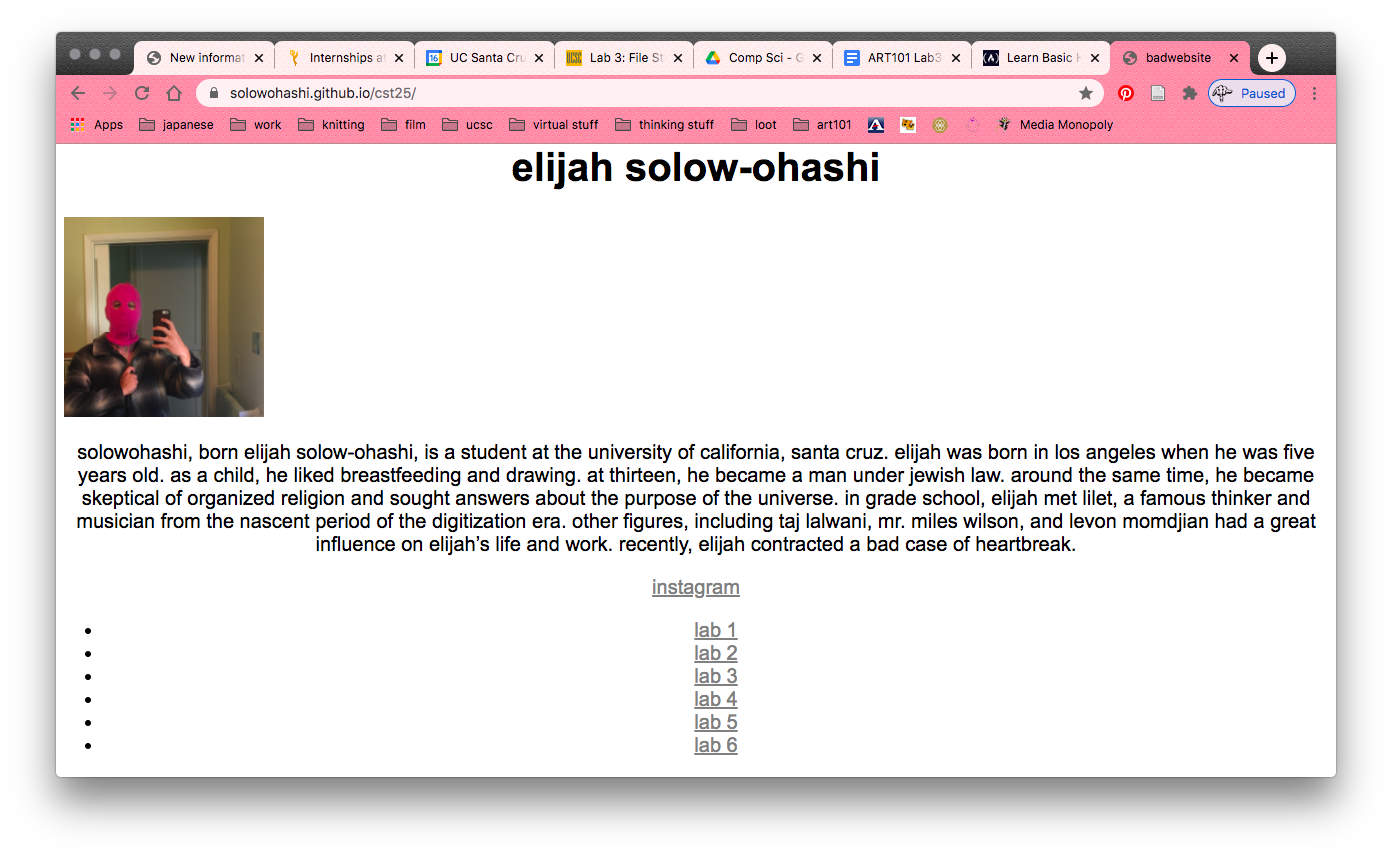 New informat
Internships at
UC Santa Cru
Lab 3: File St
Comp Sci - G
ART101 Lab3
Learn Basic H
badwebsite
solowohashi.github.io/cst25/
Paused
Apps japanese work knitting film ucsc virtual stuff thinking stuff loot art101 Media Monopoly
elijah solow-ohashi
solowohashi, born elijah solow-ohashi, is a student at the university of california, santa cruz. elijah was born in los angeles when he was five
years old. as a child, he liked breastfeeding and drawing. at thirteen, he became a man under jewish law. around the same time, he became
skeptical of organized religion and sought answers about the purpose of the universe. in grade school, elijah met lilet, a famous thinker and
musician from the nascent period of the digitization era. other figures, including taj lalwani, mr. miles wilson, and levon momdjian had a great
influence on elijah’s life and work. recently, elijah contracted a bad case of heartbreak.
instagram
lab 1
lab 2
lab 3
lab 4
lab 5
lab 6